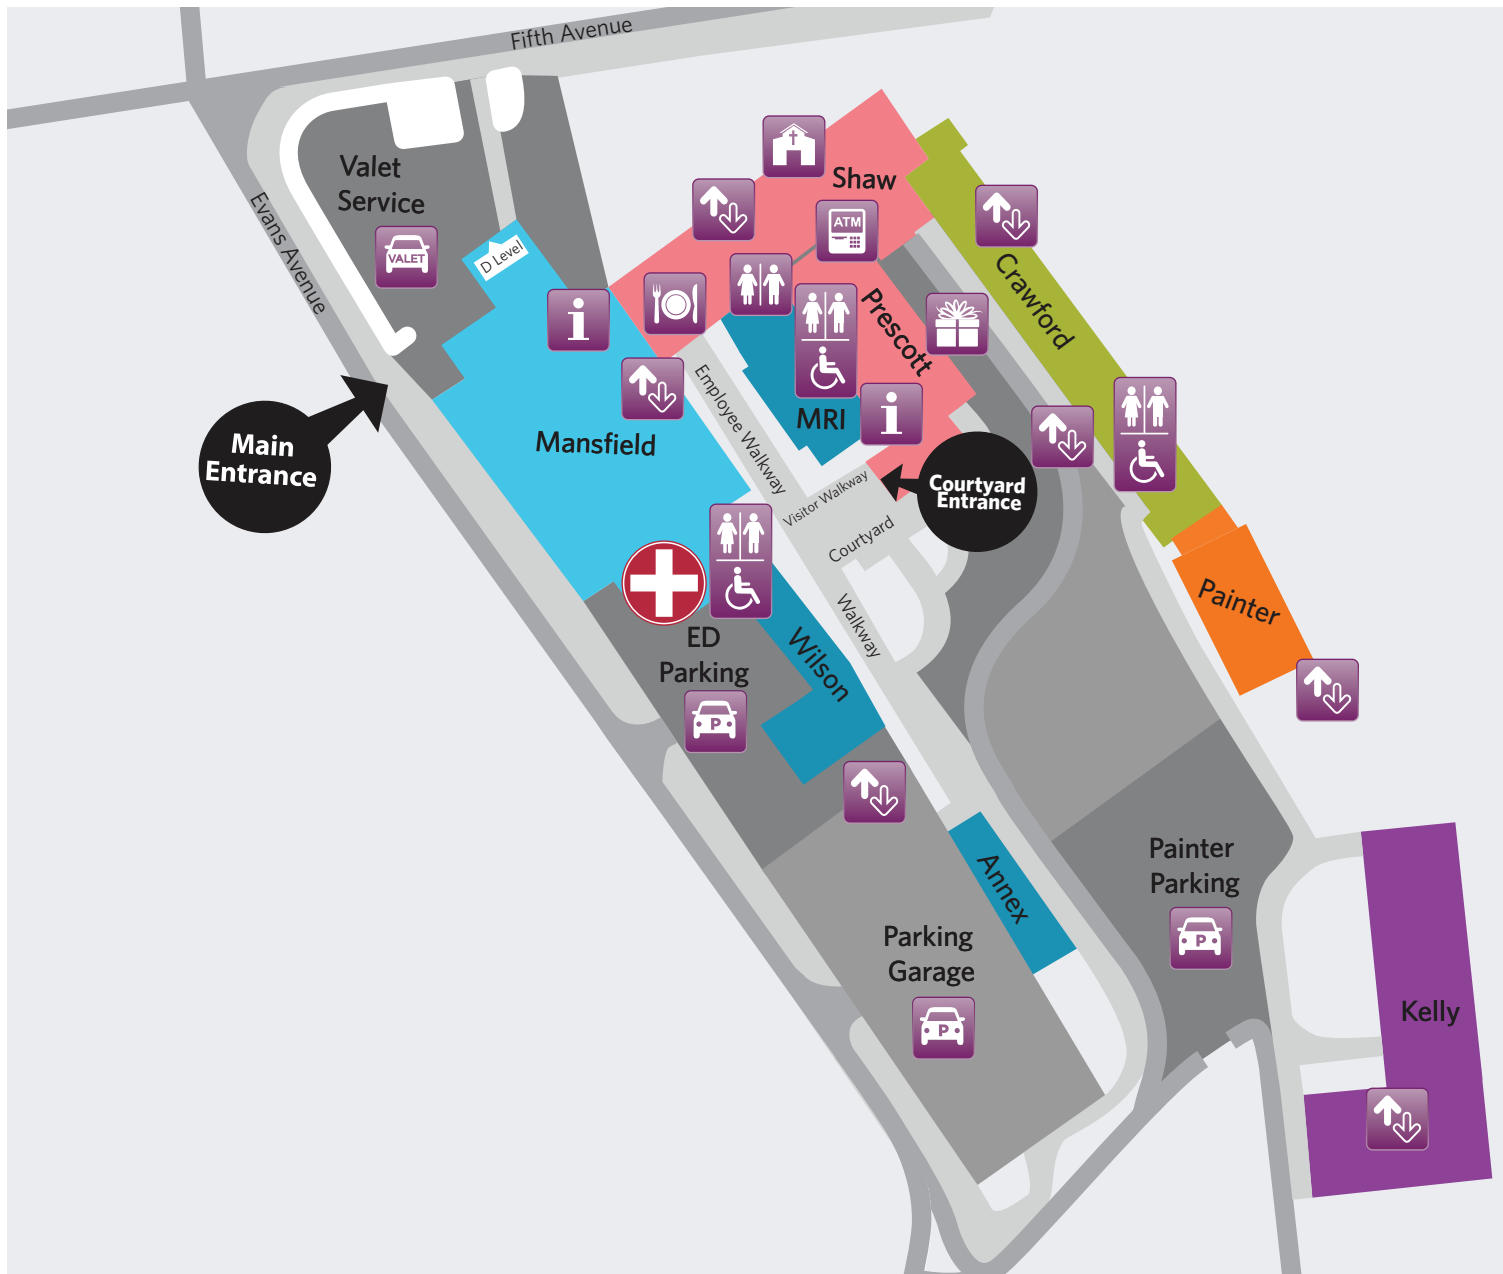 Fifth Avenue
Valet
Service
VALET
Evans Avenue
D Level
Shaw
ATM
Crawford
Prescott
i
Employee Walkway
MRI
i
Mansfield
Main
Entrance
Visitor Walkway
Courtyard
Entrance
Courtyard
Walkway
Painter
ED
Parking
P
Wilson
Painter
Parking
P
Annex
Parking
Garage
P
Kelly